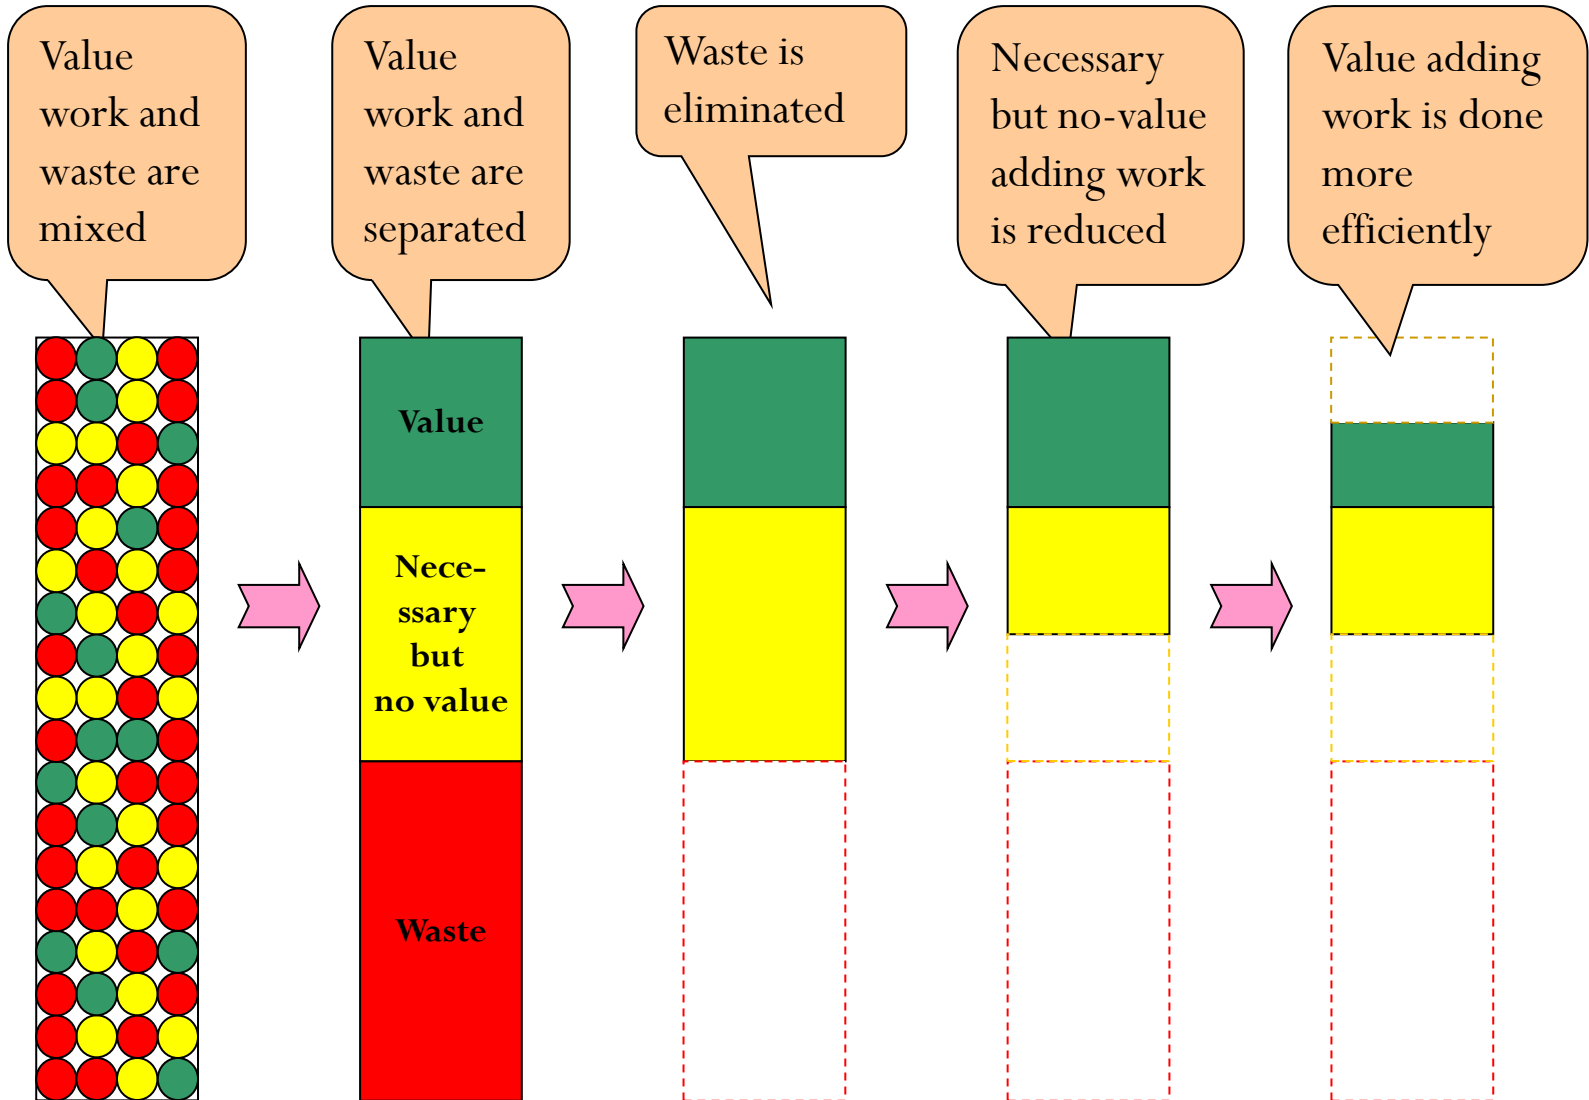 Value
work and
waste are
mixed
Value
work and
waste are
separated
Waste is
eliminated
Necessary
but no-value
adding work
is reduced
Value adding
work is done
more
efficiently
Value
Nece-
ssary
but
no value
Waste